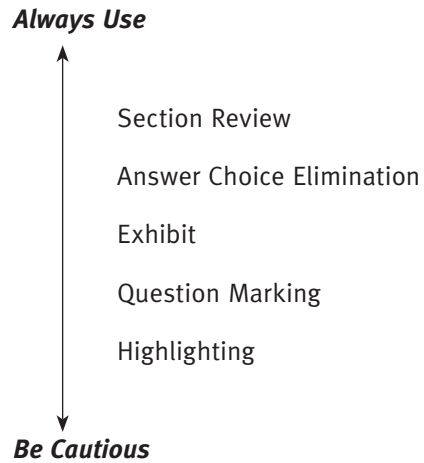 Always Use
Section Review
Answer Choice Elimination
Exhibit
Question Marking
Highlighting
Be Cautious